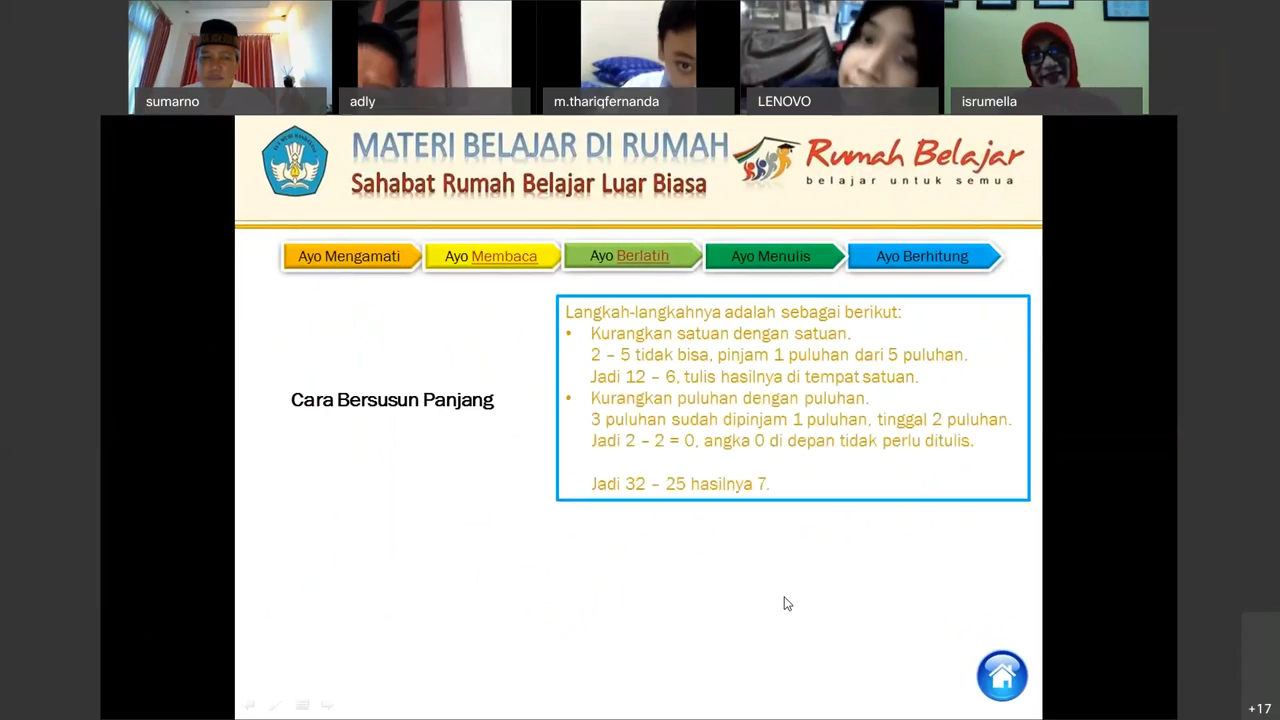 sumarno
adly
m.thariqfernanda
LENOVO
isrumella
MATERI BELAJAR DI RUMAH
Sahabat Rumah Belajar Luar Biasa
Rumah Belajar
belajar untuk semua
Ayo Mengamati
Ayo Membaca
Ayo Berlatih
Ayo Menulis
Ayo Berhitung
Cara Bersusun Panjang
Langkah-langkahnya adalah sebagai berikut:
• Kurangkan satuan dengan satuan.
2 – 5 tidak bisa, pinjam 1 puluhan dari 5 puluhan.
Jadi 12 – 6, tulis hasilnya di tempat satuan.
• Kurangkan puluhan dengan puluhan.
3 puluhan sudah dipinjam 1 puluhan, tinggal 2 puluhan.
Jadi 2 – 2 = 0, angka 0 di depan tidak perlu ditulis.
Jadi 32 – 25 hasilnya 7.
+17